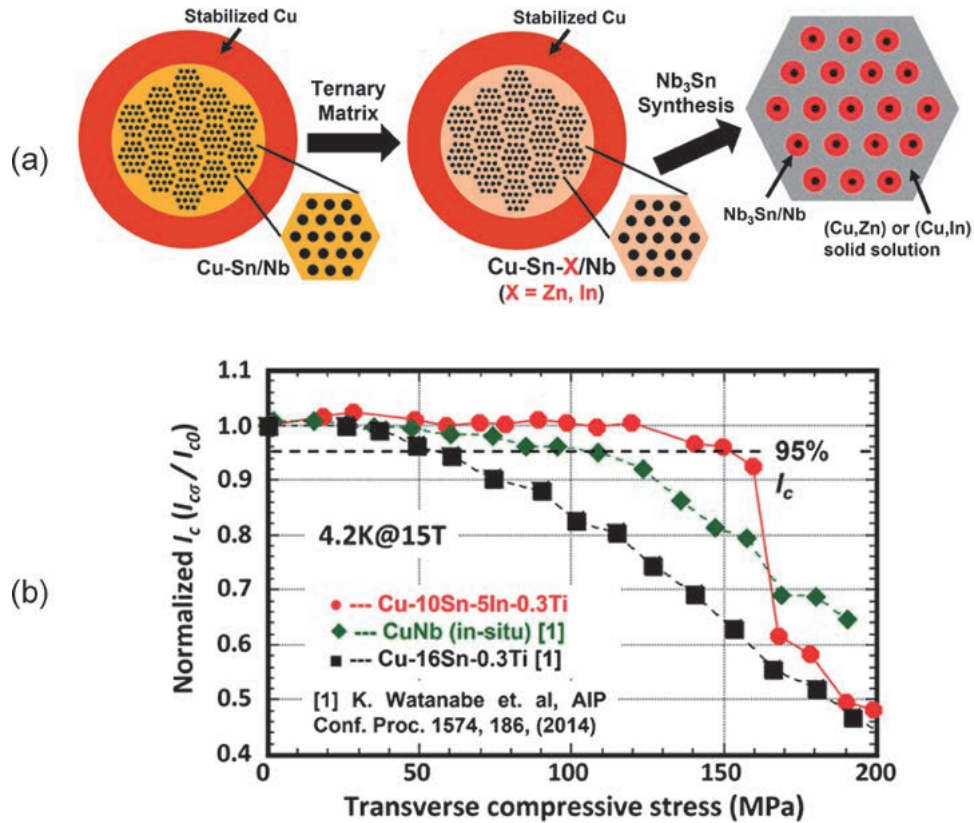 (a)
Stabilized Cu
Ternary
Matrix
Cu-Sn/Nb
Stabilized Cu
Cu-Sn-X/Nb
(X = Zn, In)
Nb₃Sn
Synthesis
Nb₃Sn/Nb
(Cu,Zn) or (Cu,In)
solid solution
(b)
Normalized Ic (Icσ / Ic0)
1.1
1.0
0.9
0.8
0.7
0.6
0.5
0.4
95%
Ic
4.2K@15T
Cu-10Sn-5In-0.3Ti
CuNb (in-situ) [1]
Cu-16Sn-0.3Ti [1]
[1] K. Watanabe et. al, AIP
Conf. Proc. 1574, 186, (2014)
0 50 100 150 200
Transverse compressive stress (MPa)